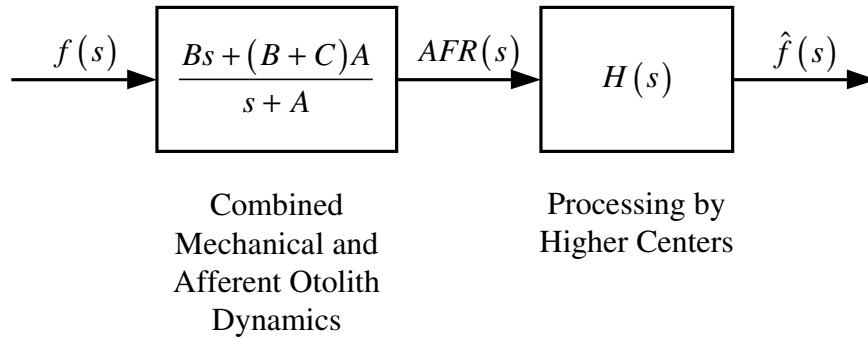 f(s)
Bs + (B + C)A
s + A
AFR(s)
H(s)
f̂(s)
Combined
Mechanical and
Afferent Otolith
Dynamics
Processing by
Higher Centers